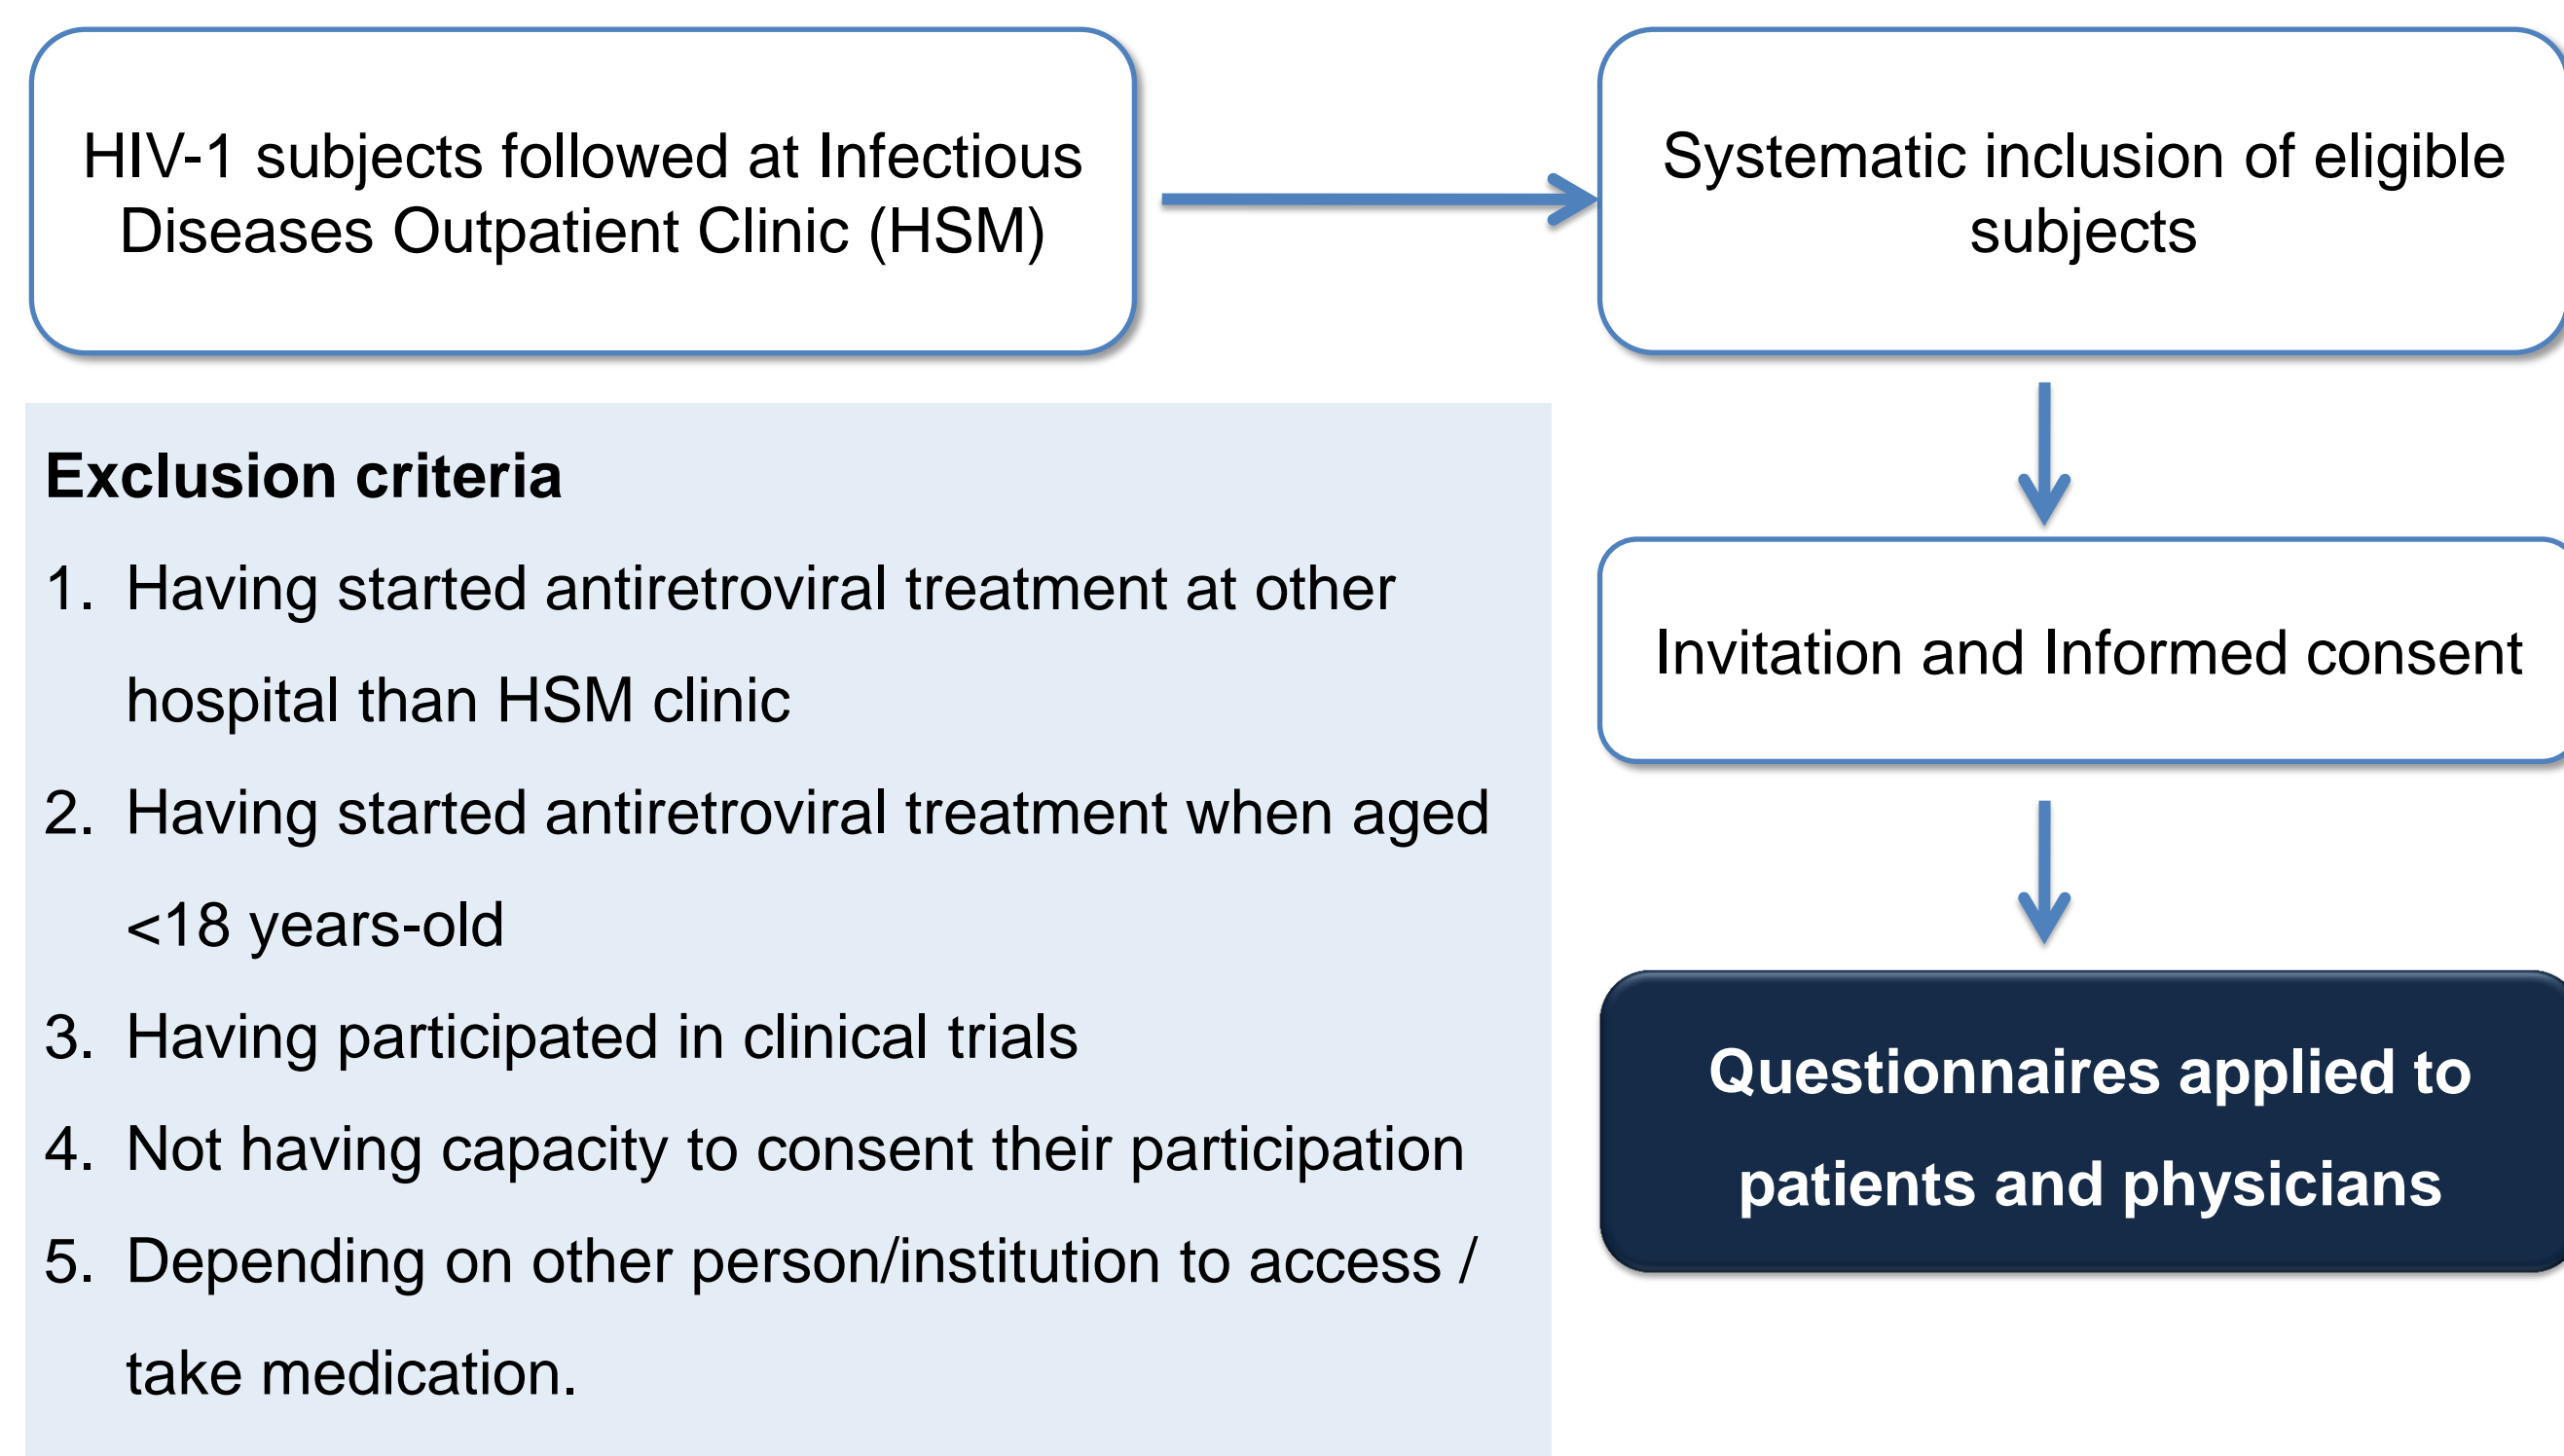 HIV-1 subjects followed at Infectious
Diseases Outpatient Clinic (HSM)
Systematic inclusion of eligible
subjects
Exclusion criteria
1. Having started antiretroviral treatment at other
hospital than HSM clinic
2. Having started antiretroviral treatment when aged
<18 years-old
3. Having participated in clinical trials
4. Not having capacity to consent their participation
5. Depending on other person/institution to access /
take medication.
Invitation and Informed consent
Questionnaires applied to
patients and physicians